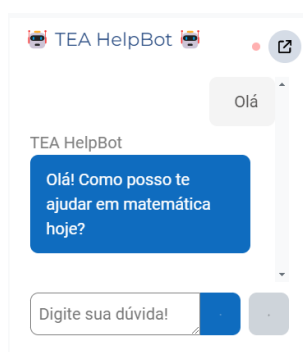 🤖 TEA HelpBot 🤖
Olá
TEA HelpBot
Olá! Como posso te
ajudar em matemática
hoje?
Digite sua dúvida!